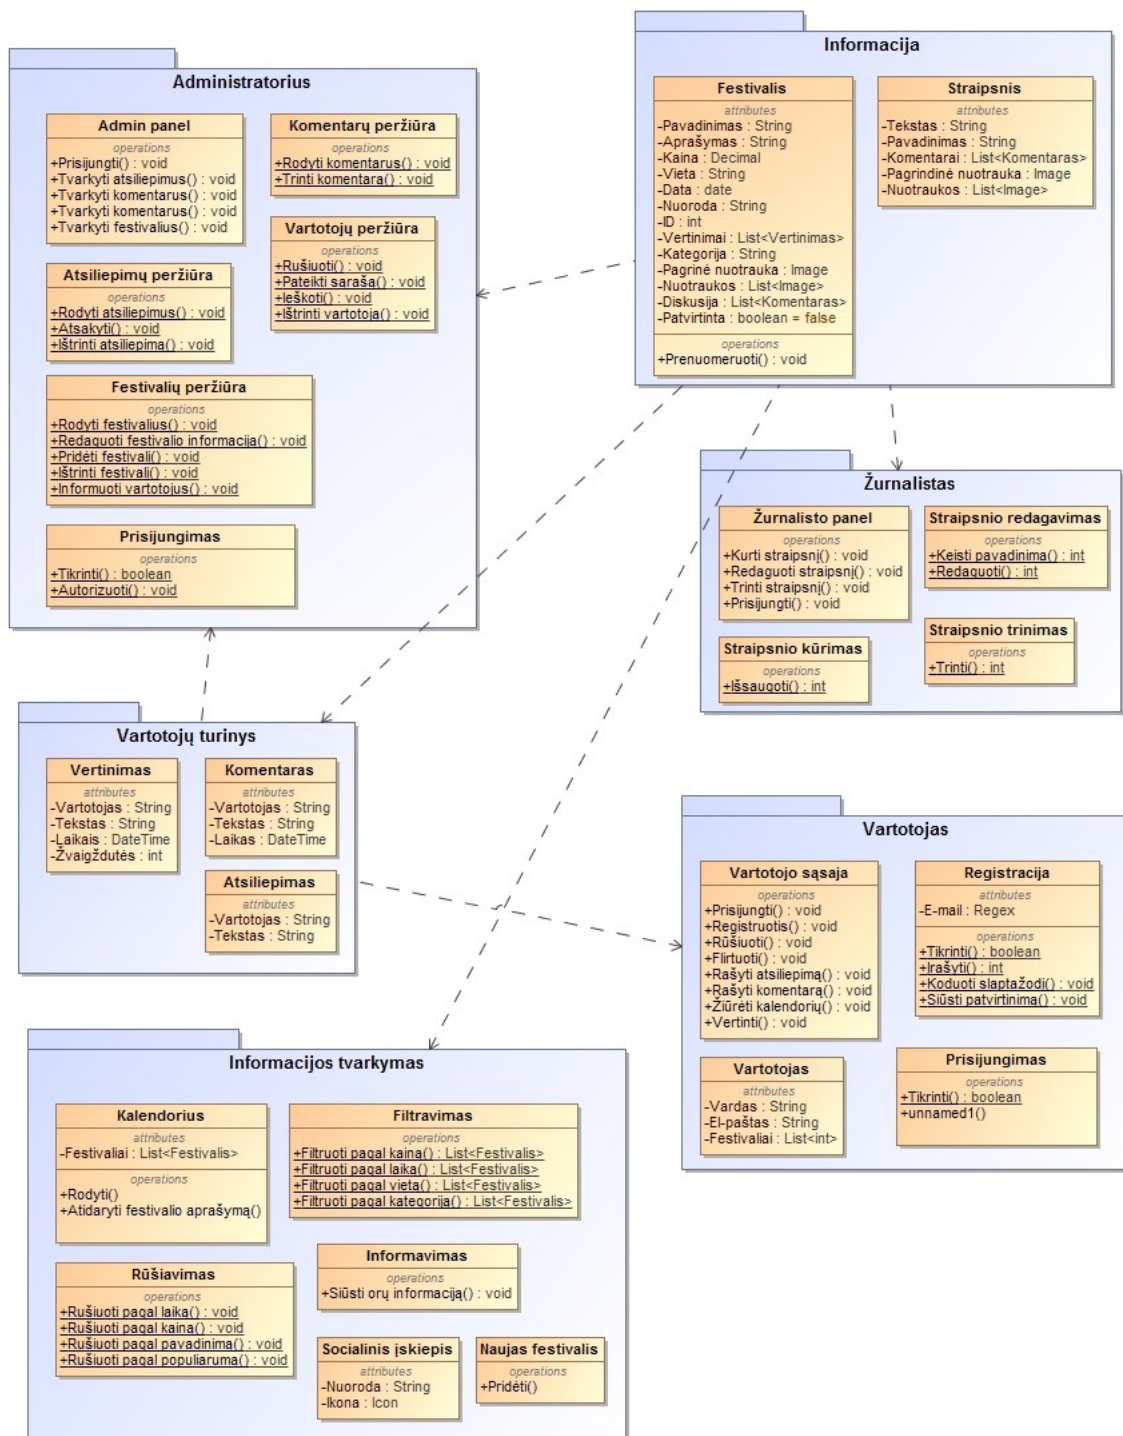 Administratorius
Admin panel
operations
+Prisijungti() : void
+Tvarkyti atsiliepimus() : void
+Tvarkyti komentarus() : void
+Tvarkyti komentarus() : void
+Tvarkyti festivalius() : void
Komentarų peržiūra
operations
+Rodyti komentarus() : void
+Trinti komentarą() : void
Vartotojų peržiūra
operations
+Rušiuoti() : void
+Pateikti sarašą() : void
+Ieškoti() : void
+Ištrinti vartotoją() : void
Atsiliepimų peržiūra
operations
+Rodyti atsiliepimus() : void
+Atsakyti() : void
+Ištrinti atsiliepimą() : void
Festivalių peržiūra
operations
+Rodyti festivalius() : void
+Redaguoti festivalio informaciją() : void
+Pridėti festivalį() : void
+Ištrinti festivalį() : void
+Informuoti vartotojus() : void
Prisijungimas
operations
+Tikrinti() : boolean
+Autorizuoti() : void
Informacija
Festivalis
attributes
-Pavadinimas : String
-Aprašymas : String
-Kaina : Decimal
-Vieta : String
-Data : date
-Nuoroda : String
-ID : int
-Vertinimai : List<Vertinimas>
-Kategorija : String
-Pagrinė nuotrauka : Image
-Nuotraukos : List<Image>
-Diskusija : List<Komentaras>
-Patvirtinta : boolean = false
operations
+Prenuomeruoti() : void
Straipsnis
attributes
-Tekstas : String
-Pavadinimas : String
-Komentarai : List<Komentaras>
-Pagrindinė nuotrauka : Image
-Nuotraukos : List<Image>
Žurnalistas
Žurnalisto panel
operations
+Kurti straipsnį() : void
+Redaguoti straipsnį() : void
+Trinti straipsnį() : void
+Prisijungti() : void
Straipsnio redagavimas
operations
+Keisti pavadinimą() : int
+Redaguoti() : int
Straipsnio kūrimas
operations
+Išsaugoti() : int
Straipsnio trinimas
operations
+Trinti() : int
Vartotojų turinys
Vertinimas
attributes
-Vartotojas : String
-Tekstas : String
-Laikais : DateTime
-Žvaigždutės : int
Komentaras
attributes
-Vartotojas : String
-Tekstas : String
-Laikas : DateTime
Atsiliepimas
attributes
-Vartotojas : String
-Tekstas : String
Vartotojas
Vartotojo sąsaja
operations
+Prisijungti() : void
+Registruotis() : void
+Rūšiuoti() : void
+Flirtuoti() : void
+Rašyti atsiliepimą() : void
+Rašyti komentarą() : void
+Žiūrėti kalendorių() : void
+Vertinti() : void
Registracija
attributes
-E-mail : Regex
operations
+Tikrinti() : boolean
+Irašyti() : int
+Koduoti slaptažodį() : void
+Siūsti patvirtinimą() : void
Vartotojas
attributes
-Vardas : String
-El-paštas : String
-Festivaliai : List<int>
Prisijungimas
operations
+Tikrinti() : boolean
+unnamed1()
Informacijos tvarkymas
Kalendorius
attributes
-Festivaliai : List<Festivalis>
operations
+Rodyti()
+Atidaryti festivalio aprašymą()
Filtravimas
operations
+Filtruoti pagal kainą() : List<Festivalis>
+Filtruoti pagal laiką() : List<Festivalis>
+Filtruoti pagal vietą() : List<Festivalis>
+Filtruoti pagal kategoriją() : List<Festivalis>
Rūšiavimas
operations
+Rušiuoti pagal laiką() : void
+Rušiuoti pagal kainą() : void
+Rušiuoti pagal pavadinimą() : void
+Rušiuoti pagal populiarumą() : void
Informavimas
operations
+Siūsti orų informaciją() : void
Socialinis įskiepis
attributes
-Nuoroda : String
-Ikona : Icon
Naujas festivalis
operations
+Pridėti()